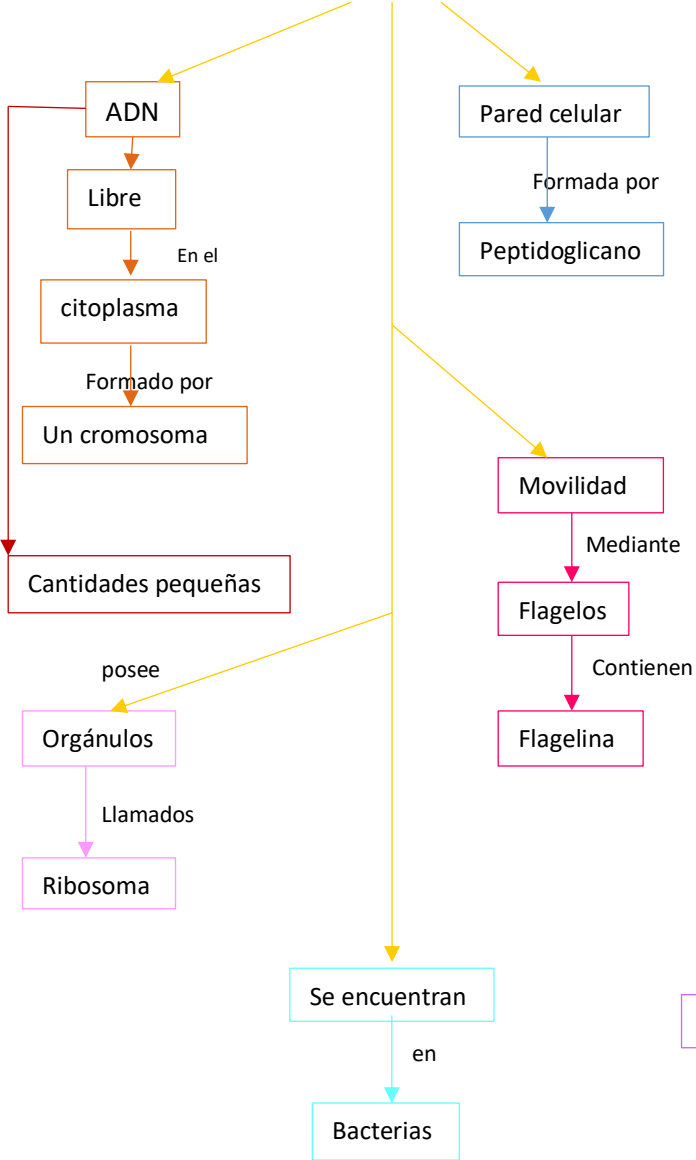 ADN
Pared celular
Formada por
Libre
En el
Peptidoglicano
citoplasma
Formado por
Un cromosoma
Movilidad
Mediante
Cantidades pequeñas
Flagelos
Contienen
posee
Orgánulos
Flagelina
Llamados
Ribosoma
Se encuentran
en
Bacterias